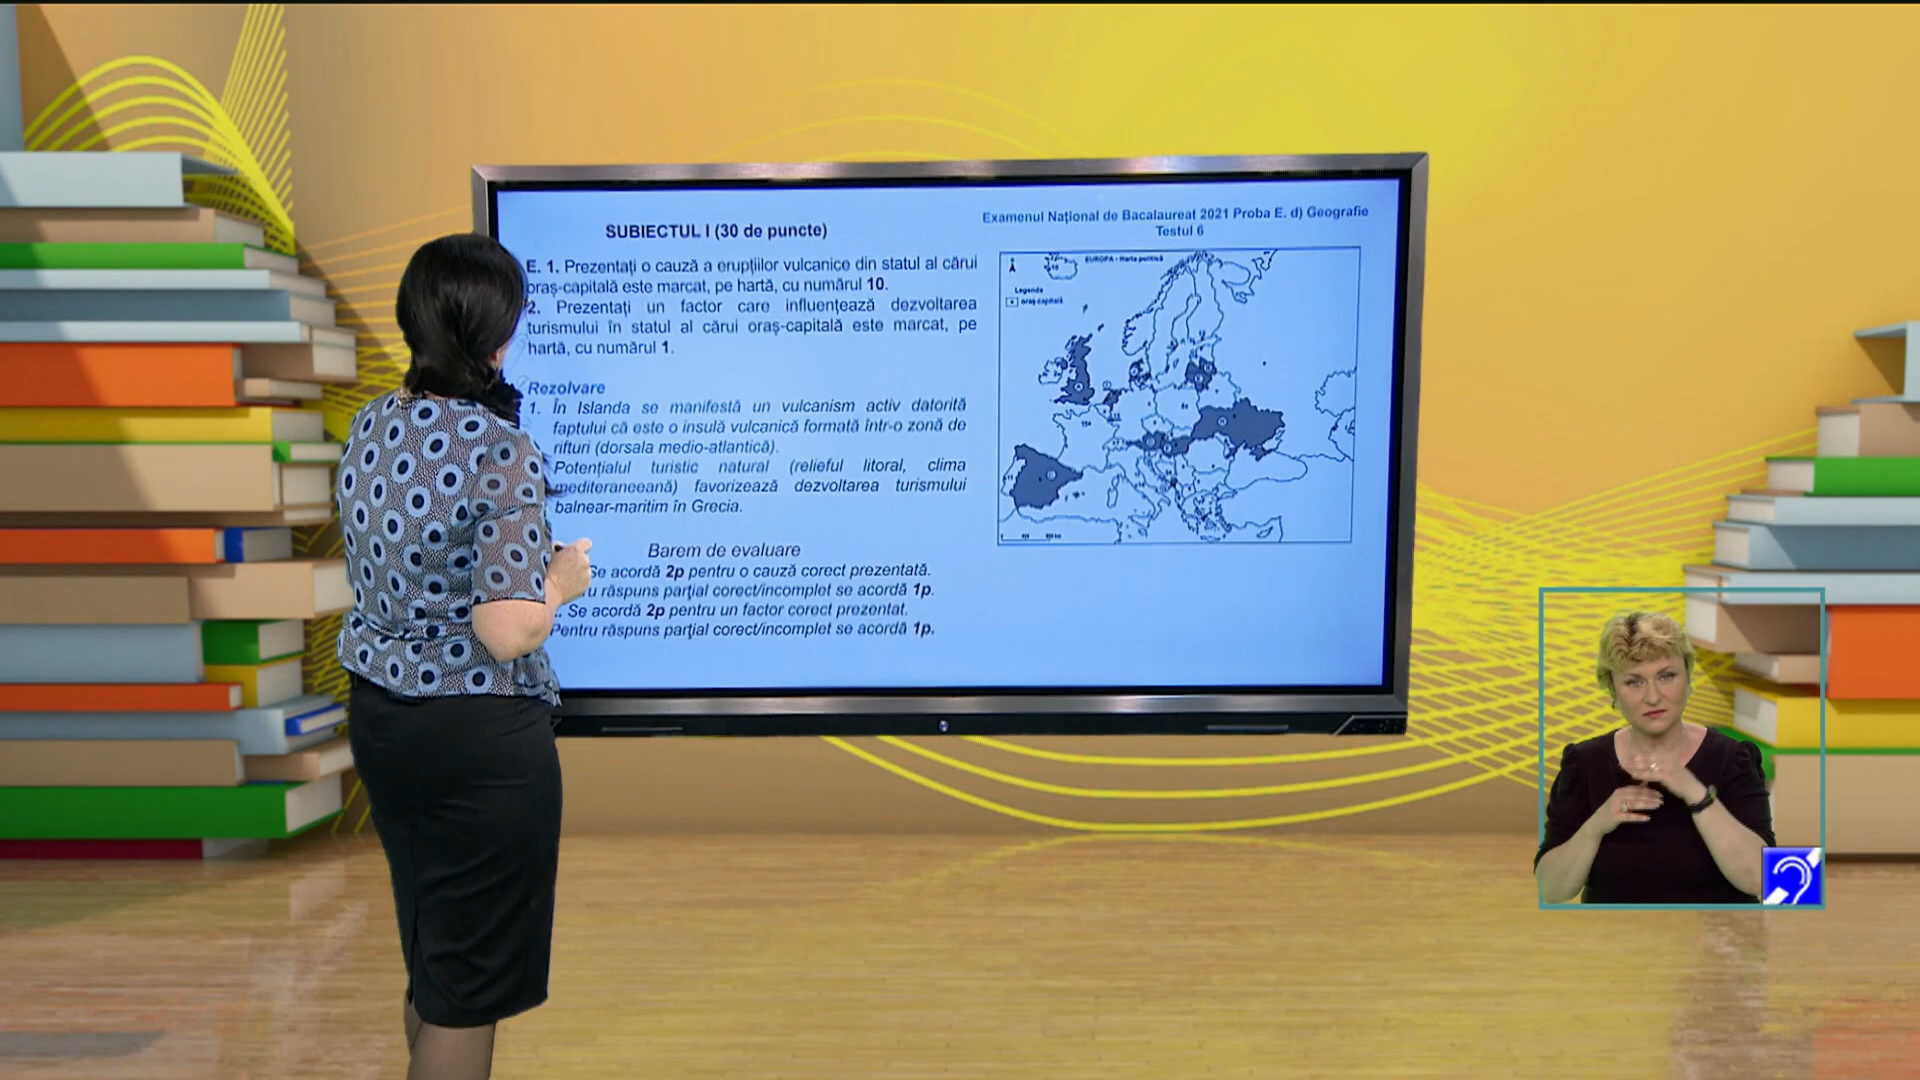 SUBIECTUL I (30 de puncte)
E. 1. Prezentați o cauză a erupțiilor vulcanice din statul al cărui
oraș-capitală este marcat, pe hartă, cu numărul 10.
2. Prezentați un factor care influențează dezvoltarea
turismului în statul al cărui oraș-capitală este marcat, pe
hartă, cu numărul 1.
Rezolvare
1. În Islanda se manifestă un vulcanism activ datorită
faptului că este o insulă vulcanică formată într-o zonă de
rifturi (dorsala medio-atlantică).
Potențialul turistic natural (relieful litoral, clima
mediteraneeană) favorizează dezvoltarea turismului
balnear-maritim în Grecia.
Barem de evaluare
Se acordă 2p pentru o cauză corect prezentată.
răspuns parţial corect/incomplet se acordă 1p.
Se acordă 2p pentru un factor corect prezentat.
Pentru răspuns parţial corect/incomplet se acordă 1p.
Examenul Naţional de Bacalaureat 2021 Proba E. d) Geografie
Testul 6
EUROPA - Harta politică
Legenda
oraş-capitală